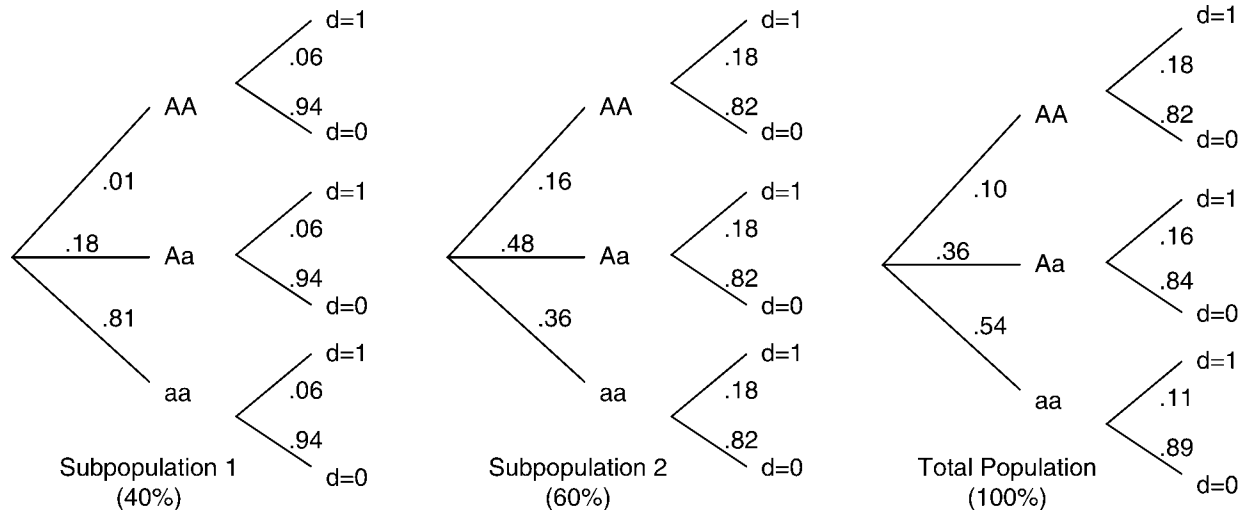 d=1
.06
.94
d=0
AA
.01
d=1
.06
.94
d=0
.18
Aa
.81
d=1
.06
.94
d=0
aa
Subpopulation 1
(40%)
d=1
.18
.82
d=0
AA
.16
d=1
.18
.82
d=0
.48
Aa
.36
d=1
.18
.82
d=0
aa
Subpopulation 2
(60%)
d=1
.18
.82
d=0
AA
.10
d=1
.16
.84
d=0
.36
Aa
.54
d=1
.11
.89
d=0
aa
Total Population
(100%)